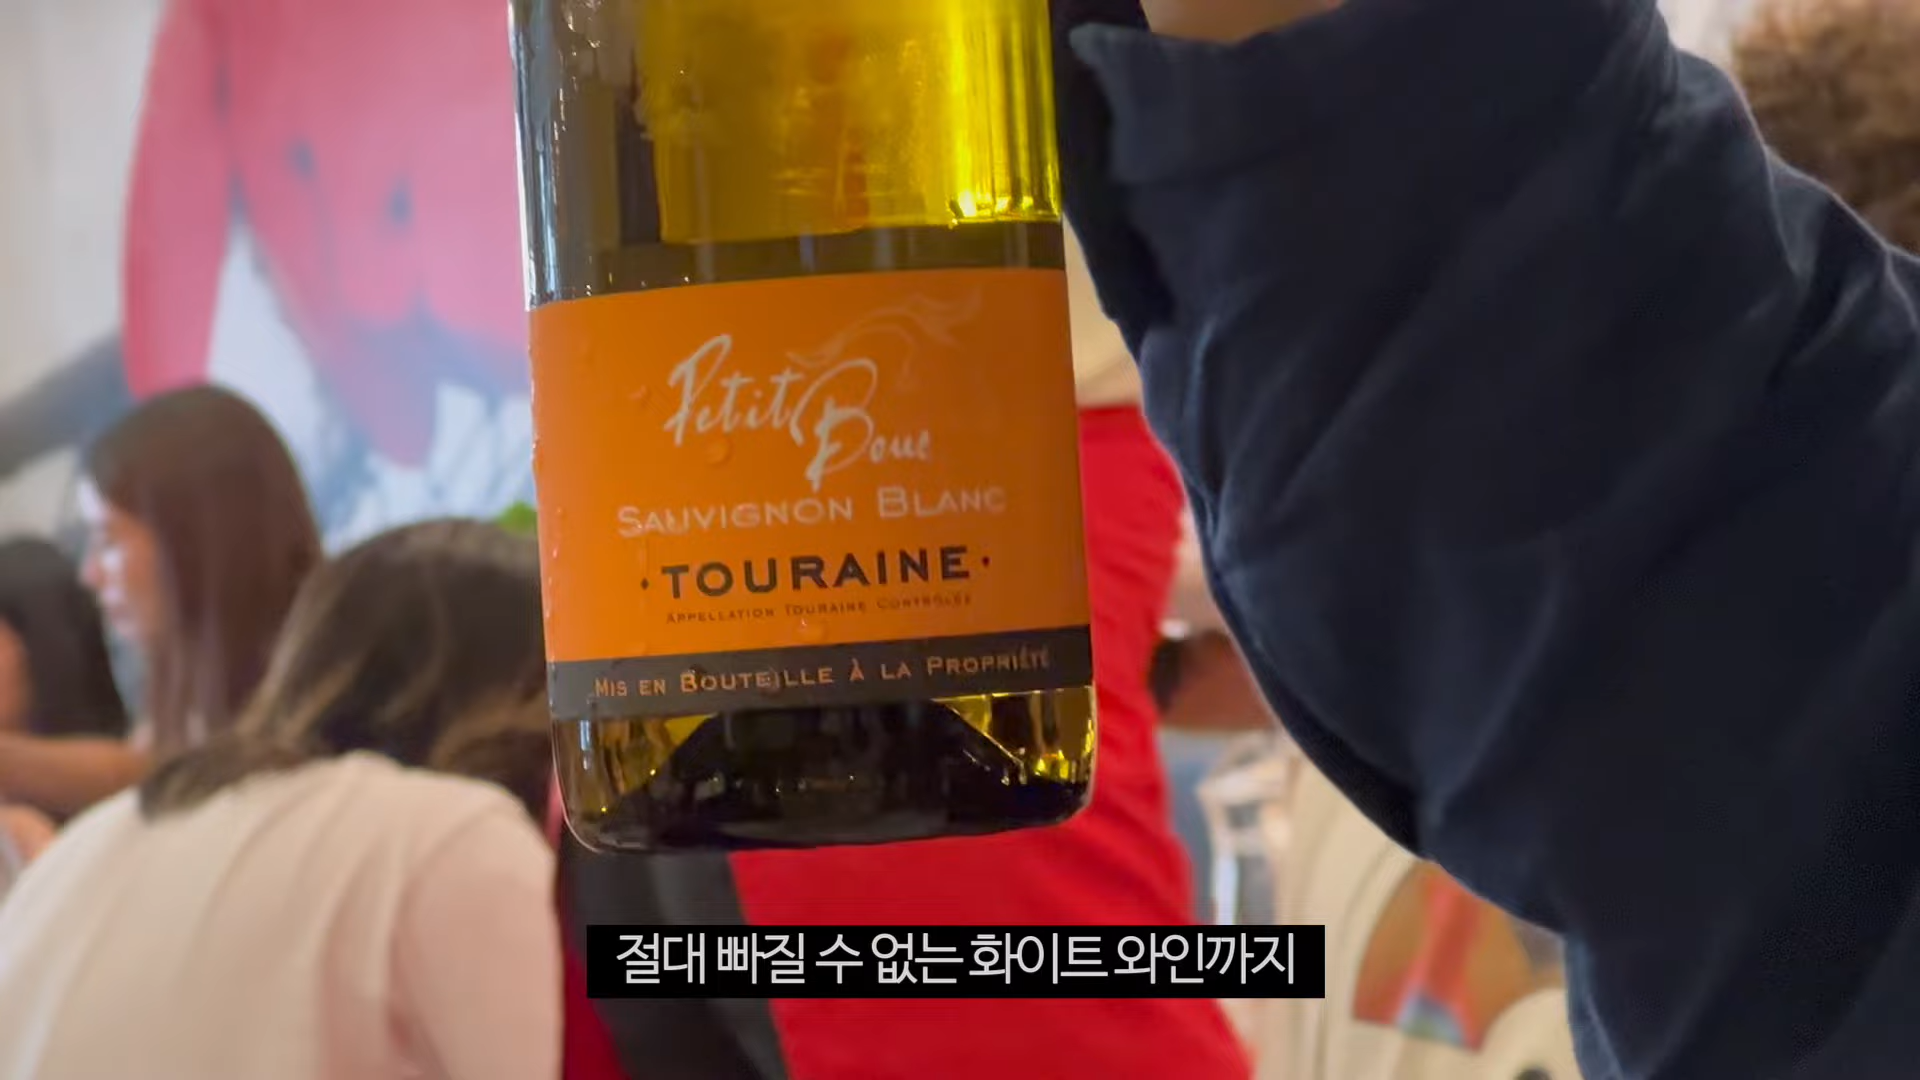 Petit Bouc
SAUVIGNON BLANC
· TOURAINE ·
APPELLATION TOURAINE CONTRÔLÉE
MIS EN BOUTEILLE À LA PROPRIÉTÉ
절대 빠질 수 없는 화이트 와인까지